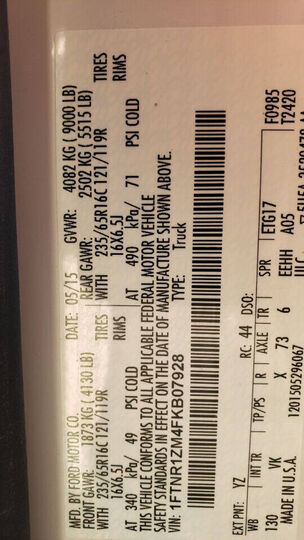 MFD. BY FORD MOTOR CO.
DATE: 05/15 GVWR: 4082 KG ( 9000 LB)
FRONT GAWR: 1873 KG ( 4130 LB) REAR GAWR: 2502 KG ( 5515 LB)
WITH 235/65R16C 121/119R TIRES WITH 235/65R16C 121/119R TIRES
16X6.5J RIMS 16X6.5J RIMS
AT 340 kPa/ 49 PSI COLD AT 490 kPa/ 71 PSI COLD
THIS VEHICLE CONFORMS TO ALL APPLICABLE FEDERAL MOTOR VEHICLE
SAFETY STANDARDS IN EFFECT ON THE DATE OF MANUFACTURE SHOWN ABOVE.
VIN: 1FTNR1ZM4FKB07928 TYPE: Truck
F0985
T2420
EXT PNT: YZ RC: 44 DSO:
WB INT TR TP/PS R AXLE TR SPR ETG17
130 VK X 73 6 EEHH A05
1201505296067